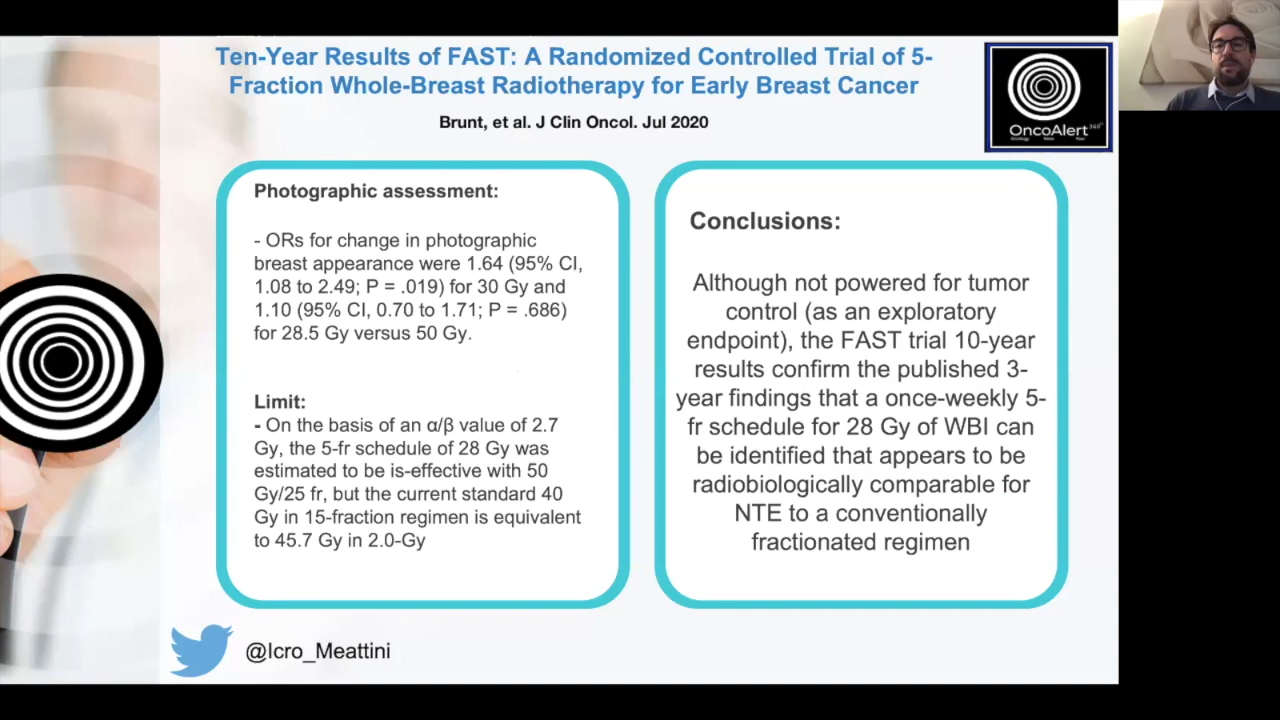 Ten-Year Results of FAST: A Randomized Controlled Trial of 5-
Fraction Whole-Breast Radiotherapy for Early Breast Cancer
Brunt, et al. J Clin Oncol. Jul 2020
OncoAlert
Photographic assessment:
- ORs for change in photographic
breast appearance were 1.64 (95% CI,
1.08 to 2.49; P = .019) for 30 Gy and
1.10 (95% CI, 0.70 to 1.71; P = .686)
for 28.5 Gy versus 50 Gy.
Limit:
- On the basis of an α/β value of 2.7
Gy, the 5-fr schedule of 28 Gy was
estimated to be is-effective with 50
Gy/25 fr, but the current standard 40
Gy in 15-fraction regimen is equivalent
to 45.7 Gy in 2.0-Gy
Conclusions:
Although not powered for tumor
control (as an exploratory
endpoint), the FAST trial 10-year
results confirm the published 3-
year findings that a once-weekly 5-
fr schedule for 28 Gy of WBI can
be identified that appears to be
radiobiologically comparable for
NTE to a conventionally
fractionated regimen
@Icro_Meattini